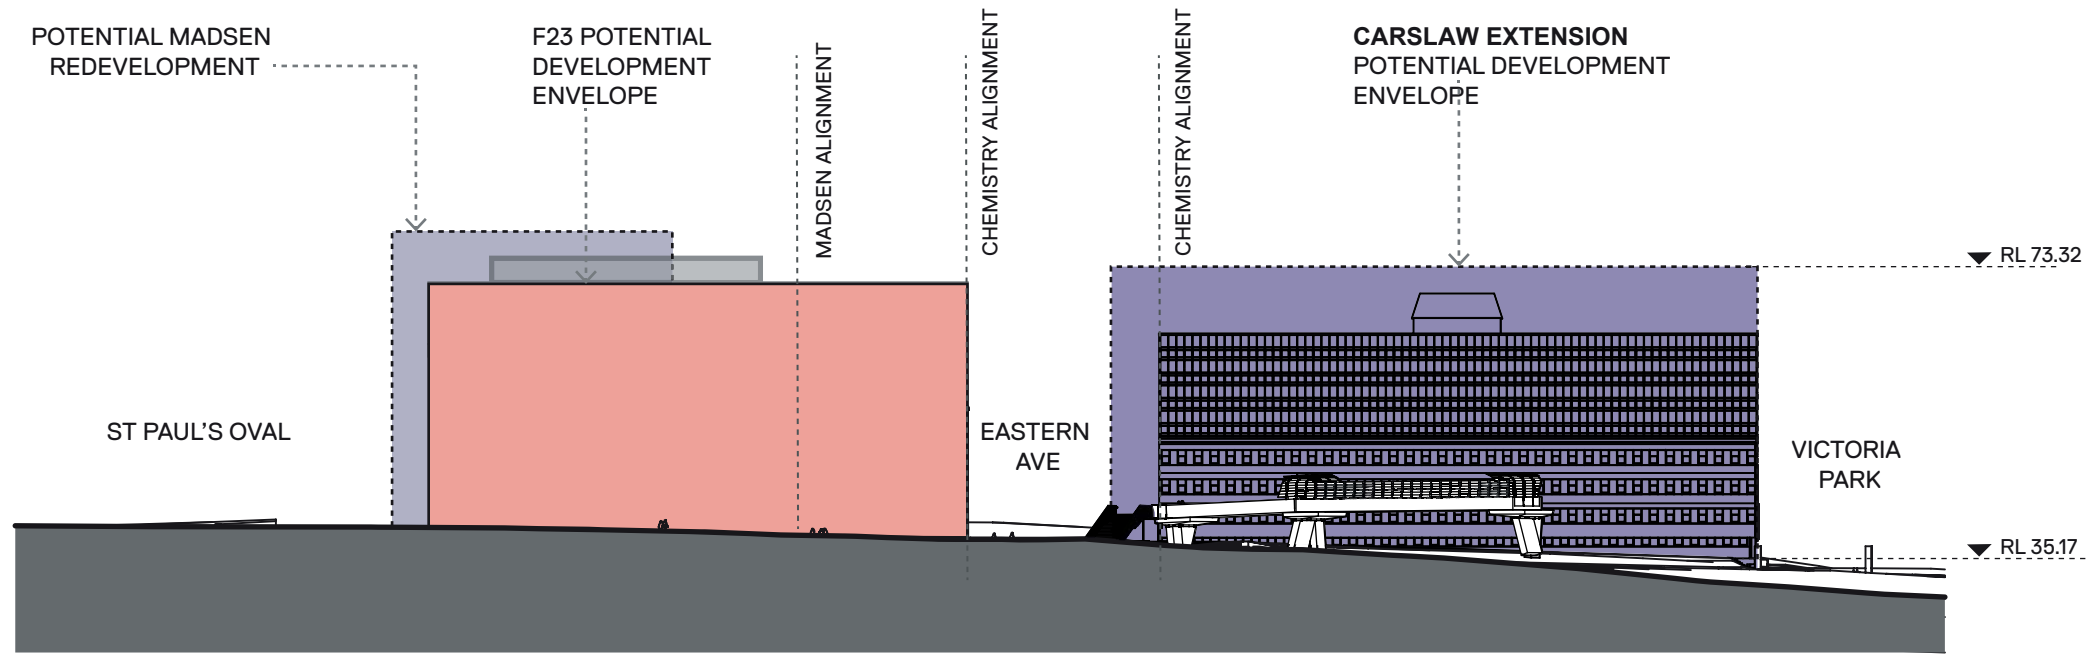 POTENTIAL MADSEN
REDEVELOPMENT
F23 POTENTIAL
DEVELOPMENT
ENVELOPE
MADSEN ALIGNMENT
CHEMISTRY ALIGNMENT
CHEMISTRY ALIGNMENT
CARSLAW EXTENSION
POTENTIAL DEVELOPMENT
ENVELOPE
RL 73.32
ST PAUL’S OVAL
EASTERN
AVE
VICTORIA
PARK
RL 35.17